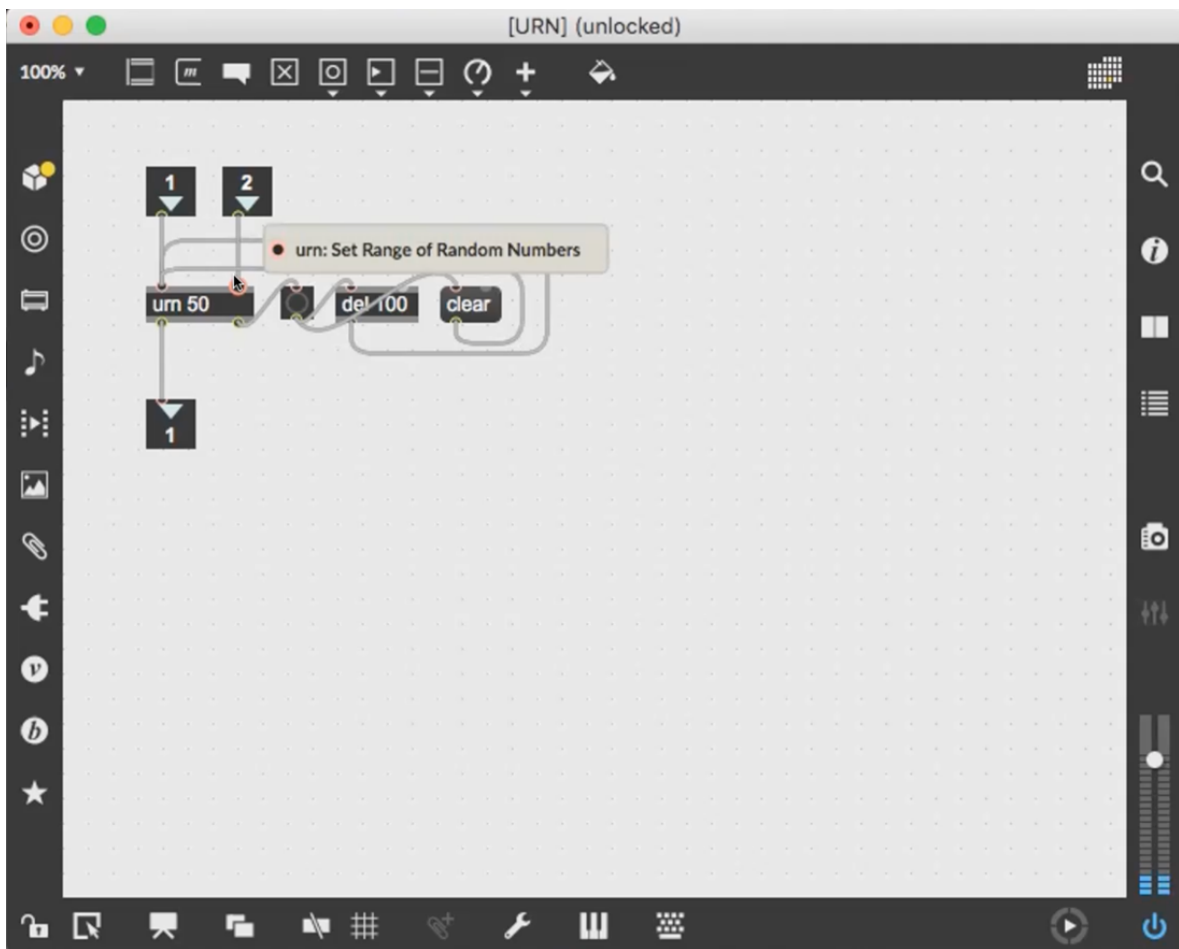 [URN] (unlocked)
100%
m
1
2
urn: Set Range of Random Numbers
urn 50
del 100
clear
1
i
v
b